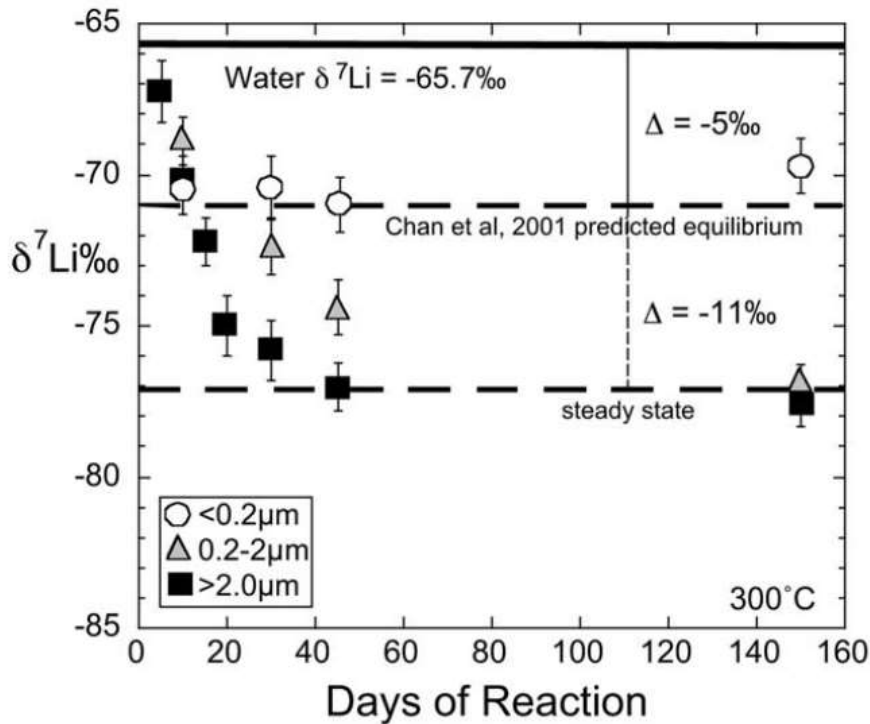 -65
Water δ⁷Li = -65.7‰
Δ = -5‰
-70
Chan et al, 2001 predicted equilibrium
δ⁷Li‰
-75
Δ = -11‰
steady state
-80
<0.2µm
0.2-2µm
>2.0µm
300˚C
-85
0 20 40 60 80 100 120 140 160
Days of Reaction